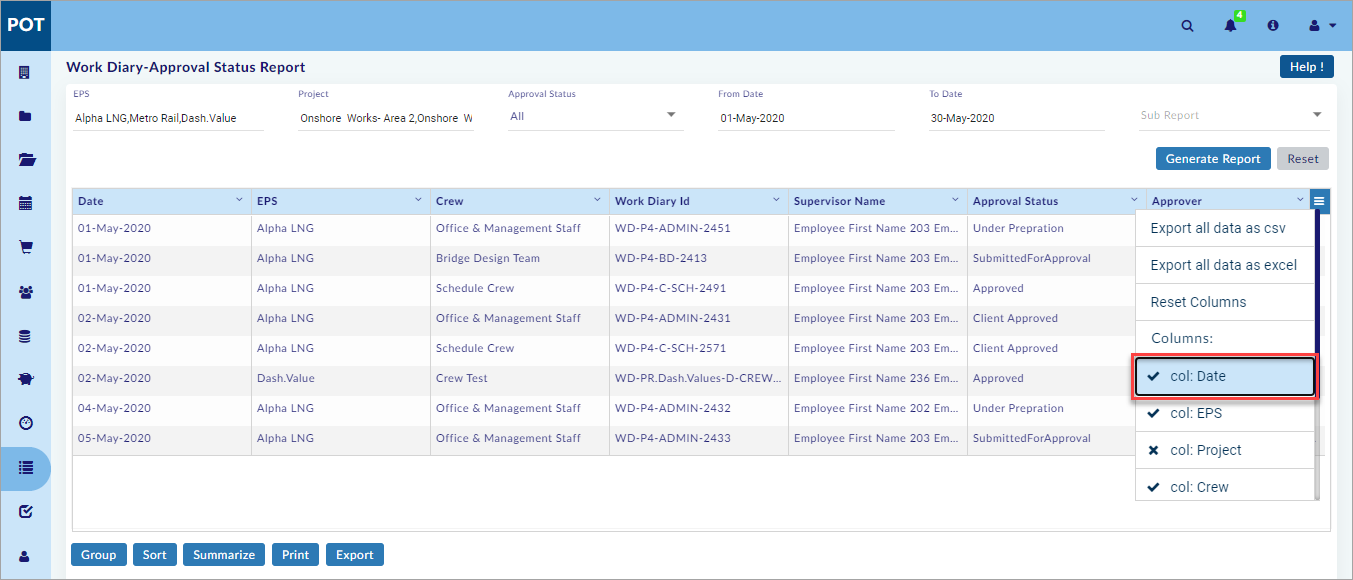 POT
4
Work Diary-Approval Status Report
Help !
EPS Project Approval Status From Date To Date
Alpha LNG,Metro Rail,Dash.Value Onshore Works- Area 2,Onshore W All 01-May-2020 30-May-2020 Sub Report
Generate Report Reset
Date EPS Crew Work Diary Id Supervisor Name Approval Status Approver
01-May-2020 Alpha LNG Office & Management Staff WD-P4-ADMIN-2451 Employee First Name 203 Em... Under Prepration
01-May-2020 Alpha LNG Bridge Design Team WD-P4-BD-2413 Employee First Name 203 Em... SubmittedForApproval
01-May-2020 Alpha LNG Schedule Crew WD-P4-C-SCH-2491 Employee First Name 203 Em... Approved
02-May-2020 Alpha LNG Office & Management Staff WD-P4-ADMIN-2431 Employee First Name 203 Em... Client Approved
02-May-2020 Alpha LNG Schedule Crew WD-P4-C-SCH-2571 Employee First Name 203 Em... Client Approved
02-May-2020 Dash.Value Crew Test WD-PR.Dash.Values-D-CREW... Employee First Name 236 Em... Approved
04-May-2020 Alpha LNG Office & Management Staff WD-P4-ADMIN-2432 Employee First Name 202 Em... Under Prepration
05-May-2020 Alpha LNG Office & Management Staff WD-P4-ADMIN-2433 Employee First Name 203 Em... SubmittedForApproval
Export all data as csv
Export all data as excel
Reset Columns
Columns:
col: Date
col: EPS
col: Project
col: Crew
Group Sort Summarize Print Export